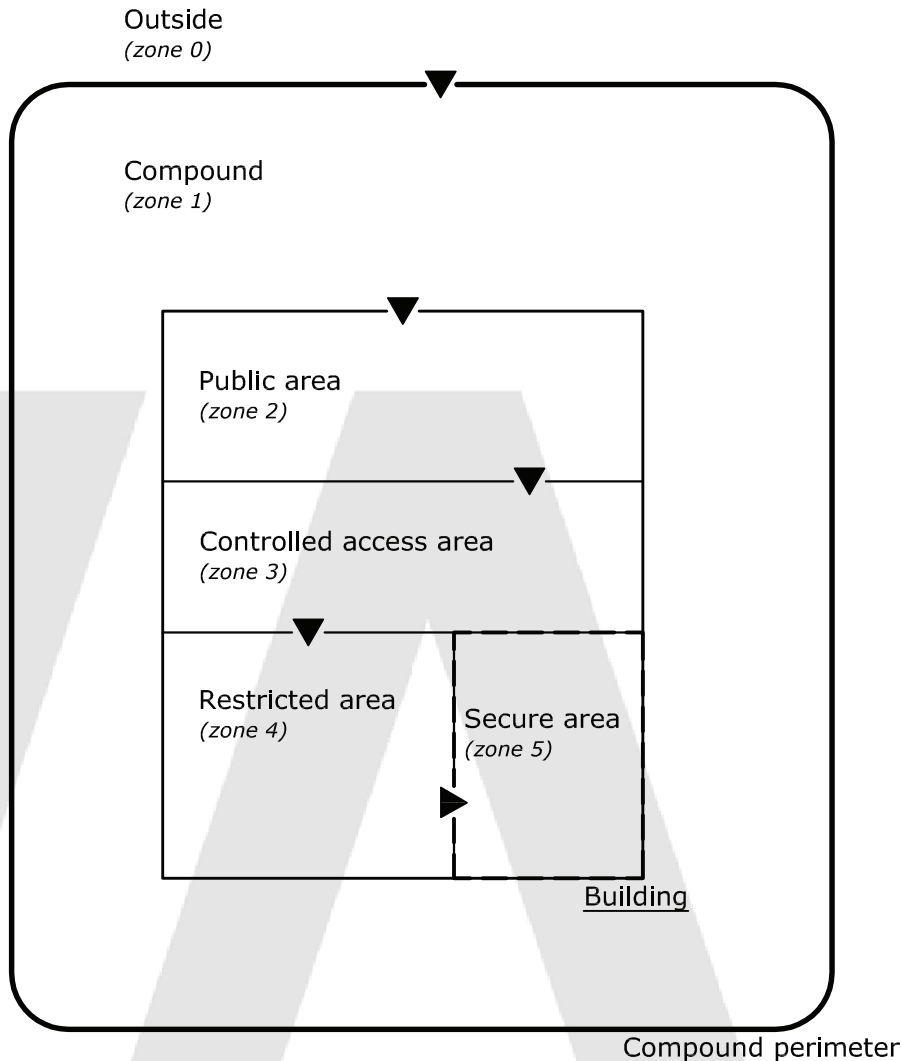 Outside
(zone 0)
Compound
(zone 1)
Public area
(zone 2)
Controlled access area
(zone 3)
Restricted area
(zone 4)
Secure area
(zone 5)
Building
Compound perimeter